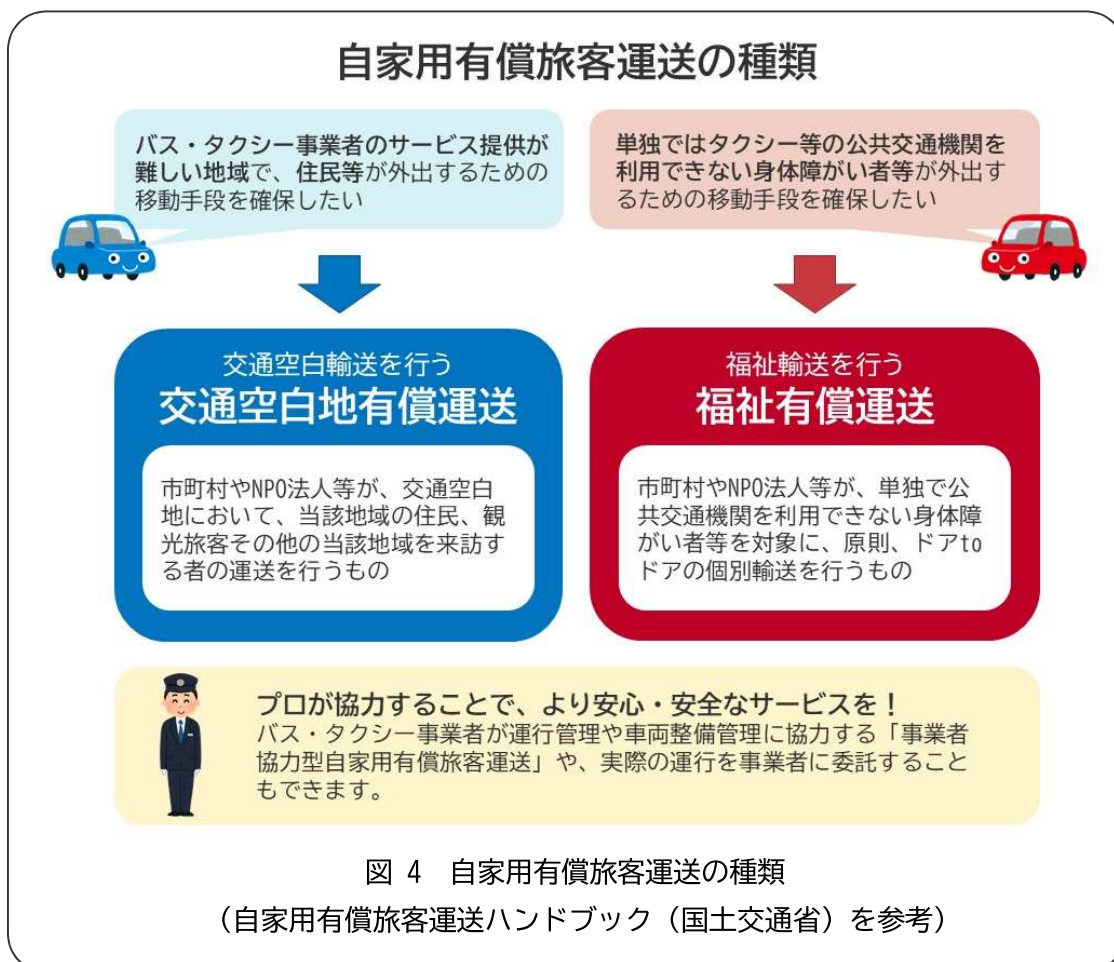 自家用有償旅客運送の種類
バス・タクシー事業者のサービス提供が
難しい地域で、住民等が外出するための
移動手段を確保したい
単独ではタクシー等の公共交通機関を
利用できない身体障がい者等が外出す
るための移動手段を確保したい
交通空白輸送を行う
交通空白地有償運送
市町村やNPO法人等が、交通空白
地において、当該地域の住民、観
光旅客その他の当該地域を来訪す
る者の運送を行うもの
福祉輸送を行う
福祉有償運送
市町村やNPO法人等が、単独で公
共交通機関を利用できない身体障
がい者等を対象に、原則、ドアto
ドアの個別輸送を行うもの
プロが協力することで、より安心・安全なサービスを！
バス・タクシー事業者が運行管理や車両整備管理に協力する「事業者
協力型自家用有償旅客運送」や、実際の運行を事業者に委託すること
もできます。
図 4　自家用有償旅客運送の種類
（自家用有償旅客運送ハンドブック（国土交通省）を参考）